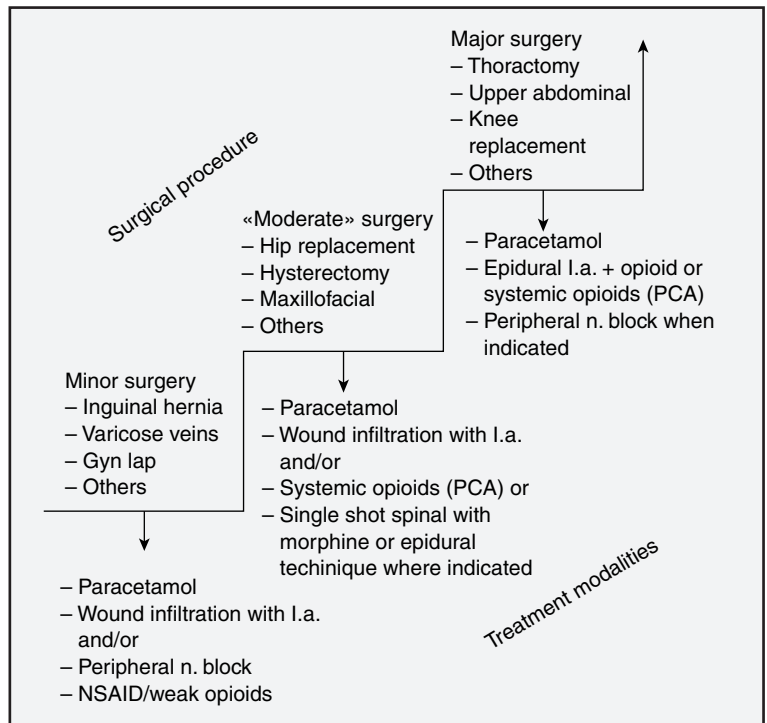 Major surgery
– Thoractomy
– Upper abdominal
– Knee
replacement
– Others
Surgical procedure
«Moderate» surgery
– Hip replacement
– Hysterectomy
– Maxillofacial
– Others
– Paracetamol
– Epidural I.a. + opioid or
systemic opioids (PCA)
– Peripheral n. block when
indicated
Minor surgery
– Inguinal hernia
– Varicose veins
– Gyn lap
– Others
– Paracetamol
– Wound infiltration with I.a.
and/or
– Systemic opioids (PCA) or
– Single shot spinal with
morphine or epidural
techinique where indicated
– Paracetamol
– Wound infiltration with I.a.
and/or
– Peripheral n. block
– NSAID/weak opioids
Treatment modalities